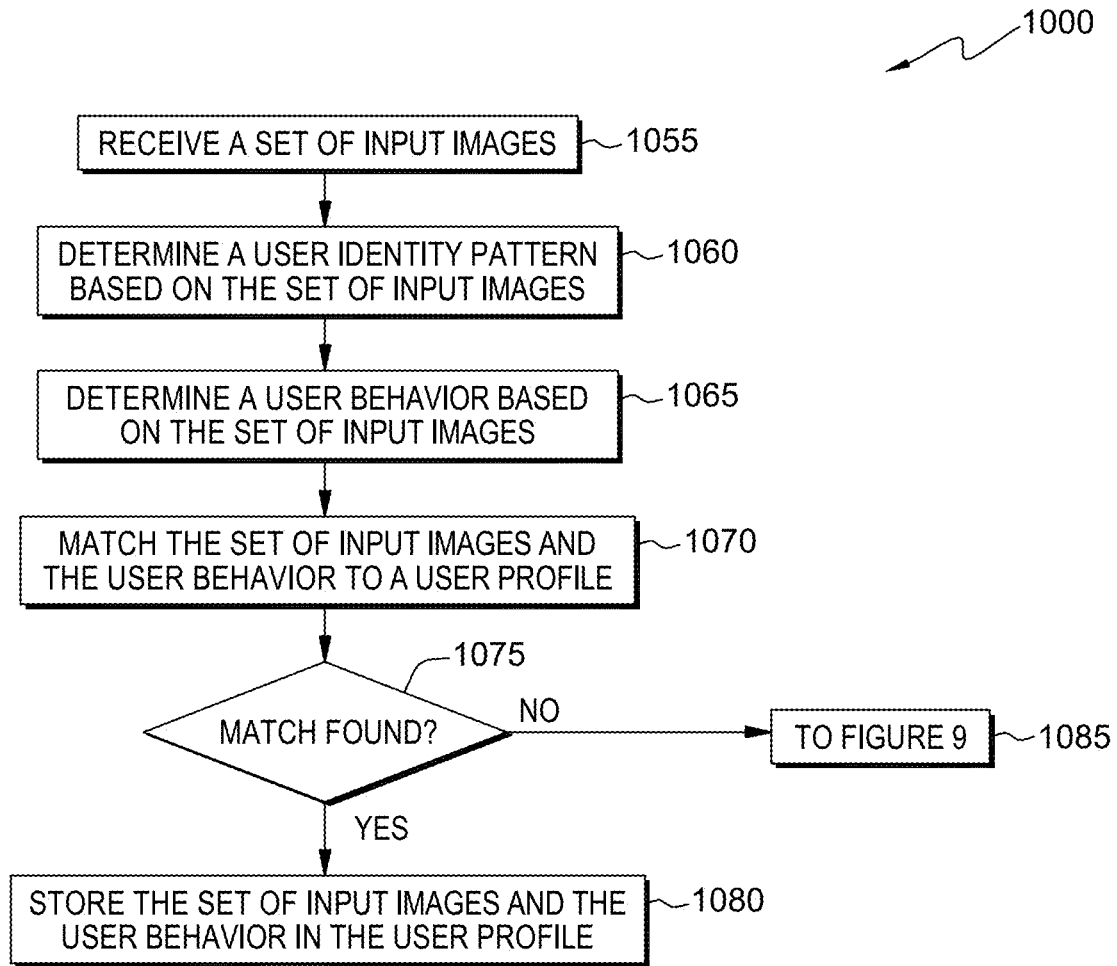 1000
RECEIVE A SET OF INPUT IMAGES
1055
DETERMINE A USER IDENTITY PATTERN
BASED ON THE SET OF INPUT IMAGES
1060
DETERMINE A USER BEHAVIOR BASED
ON THE SET OF INPUT IMAGES
1065
MATCH THE SET OF INPUT IMAGES AND
THE USER BEHAVIOR TO A USER PROFILE
1070
1075
MATCH FOUND?
NO
TO FIGURE 9
1085
YES
STORE THE SET OF INPUT IMAGES AND THE
USER BEHAVIOR IN THE USER PROFILE
1080